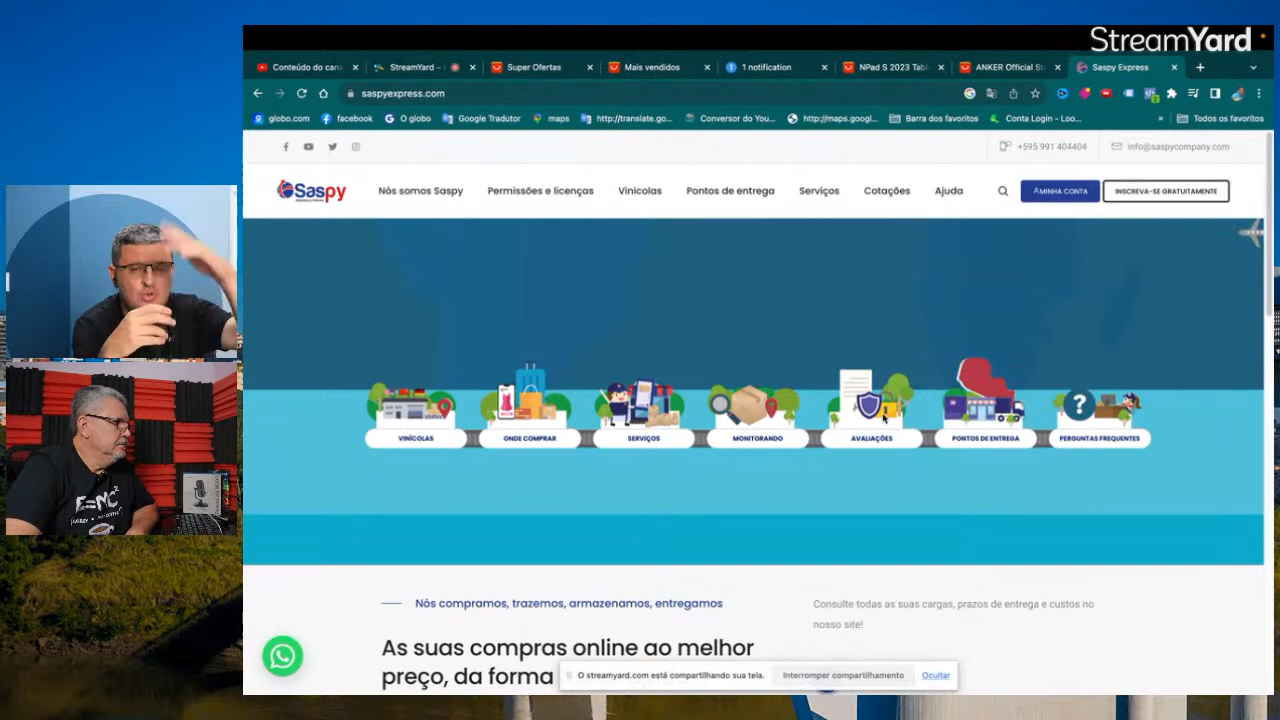 StreamYard
Conteúdo do cana
StreamYard –
Super Ofertas
Mais vendidos
1 notification
NPad S 2023 Tabl
ANKER Official St
Saspy Express
saspyexpress.com
globo.com
facebook
O globo
Google Tradutor
maps
http://translate.go...
Conversor do You...
http://maps.googl...
Barra dos favoritos
Conta Login - Loo...
»
Todos os favoritos
+595 991 404404
info@saspycompany.com
Saspy
Nós somos Saspy
Permissões e licenças
Vinícolas
Pontos de entrega
Serviços
Cotações
Ajuda
MINHA CONTA
INSCREVA-SE GRATUITAMENTE
?
VINÍCOLAS
ONDE COMPRAR
SERVIÇOS
MONITORANDO
AVALIAÇÕES
PONTOS DE ENTREGA
PERGUNTAS FREQUENTES
E=MC²
Nós compramos, trazemos, armazenamos, entregamos
As suas compras online ao melhor
preço, da forma
Consulte todas as suas cargas, prazos de entrega e custos no
nosso site!
O streamyard.com está compartilhando sua tela.
Interromper compartilhamento
Ocultar